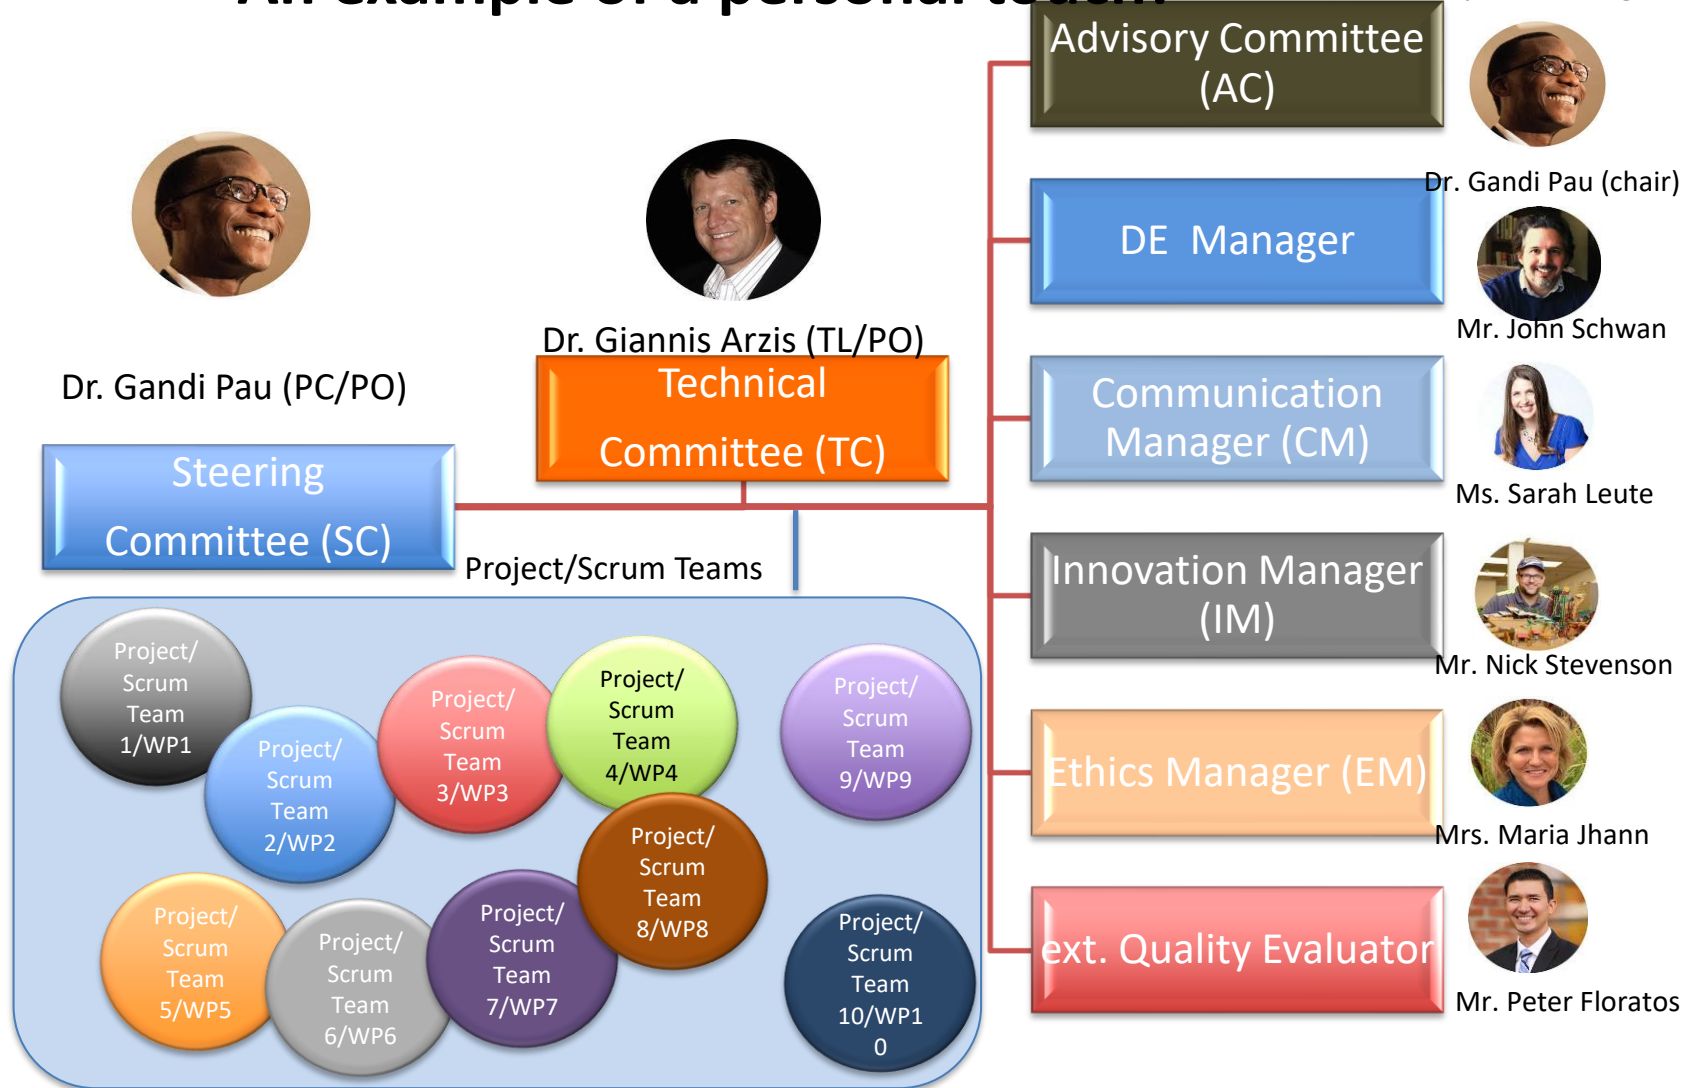 An example of a personal touch!
Advisory Committee
(AC)
Dr. Gandi Pau (chair)
DE  Manager
Mr. John Schwan
Dr. Giannis Arzis (TL/PO)
Technical
Committee (TC)
Dr. Gandi Pau (PC/PO)
Steering
Committee (SC)
Communication
Manager (CM)
Ms. Sarah Leute
Project/Scrum Teams
Innovation Manager
(IM)
Mr. Nick Stevenson
Ethics Manager (EM)
Mrs. Maria Jhann
ext. Quality Evaluator
Mr. Peter Floratos
Project/
Scrum
Team
1/WP1
Project/
Scrum
Team
2/WP2
Project/
Scrum
Team
3/WP3
Project/
Scrum
Team
4/WP4
Project/
Scrum
Team
9/WP9
Project/
Scrum
Team
5/WP5
Project/
Scrum
Team
6/WP6
Project/
Scrum
Team
7/WP7
Project/
Scrum
Team
8/WP8
Project/
Scrum
Team
10/WP1
0